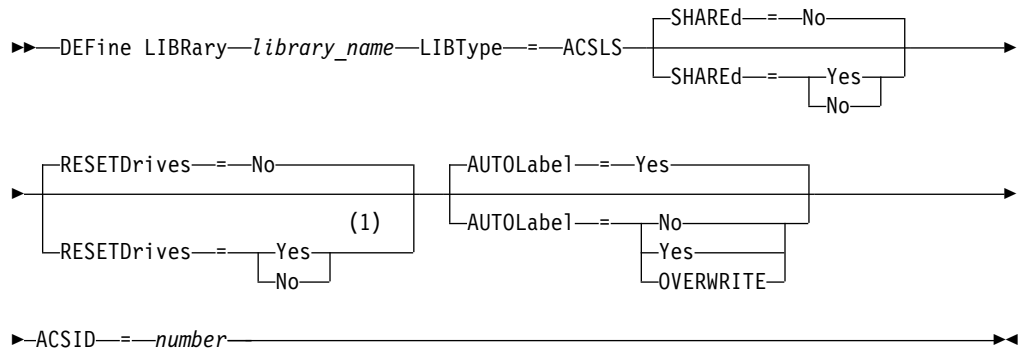 SHAREd = No
DEFine LIBRary library_name LIBType = ACSLS
SHAREd = Yes
No
RESETDrives = No
AUTOLabel = Yes
(1)
RESETDrives = Yes
No
AUTOLabel = No
Yes
OVERWRITE
ACSID = number